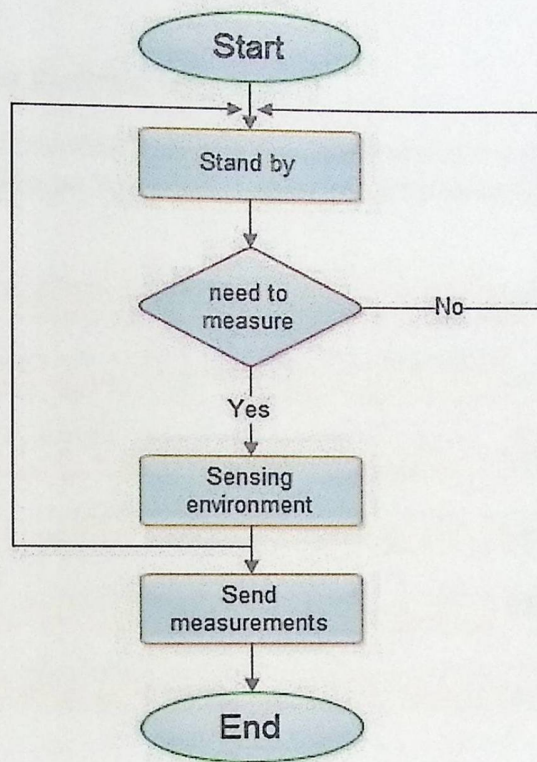 Start
Stand by
need to
measure
No
Yes
Sensing
environment
Send
measurements
End